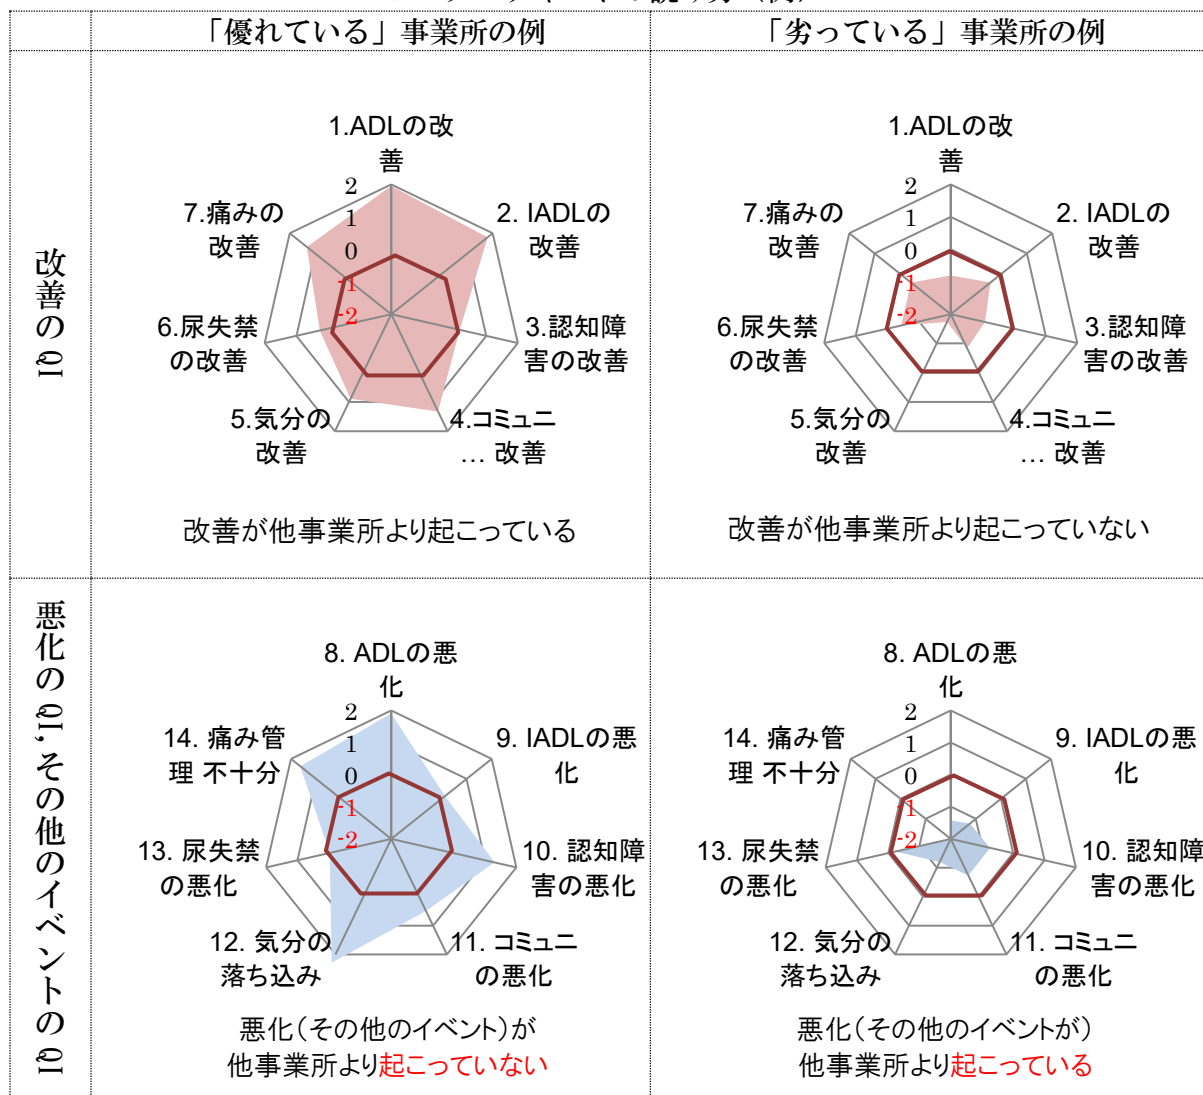 「優れている」事業所の例
「劣っている」事業所の例
改善のQI
1.ADLの改
善
2. IADLの
改善
3.認知障
害の改善
4.コミュニ
… 改善
5.気分の
改善
6.尿失禁
の改善
7.痛みの
改善
2
1
0
-1
-2
改善が他事業所より起こっている
1.ADLの改
善
2. IADLの
改善
3.認知障
害の改善
4.コミュニ
… 改善
5.気分の
改善
6.尿失禁
の改善
7.痛みの
改善
2
1
0
-1
-2
改善が他事業所より起こっていない
悪化のQI,その他のイベントのQI
8. ADLの悪
化
9. IADLの悪
化
10. 認知障
害の悪化
11. コミュニ
の悪化
12. 気分の
落ち込み
13. 尿失禁
の悪化
14. 痛み管
理 不十分
2
1
0
-1
-2
悪化(その他のイベント)が
他事業所より起こっていない
8. ADLの悪
化
9. IADLの悪
化
10. 認知障
害の悪化
11. コミュニ
の悪化
12. 気分の
落ち込み
13. 尿失禁
の悪化
14. 痛み管
理 不十分
2
1
0
-1
-2
悪化(その他のイベントが)
他事業所より起こっている